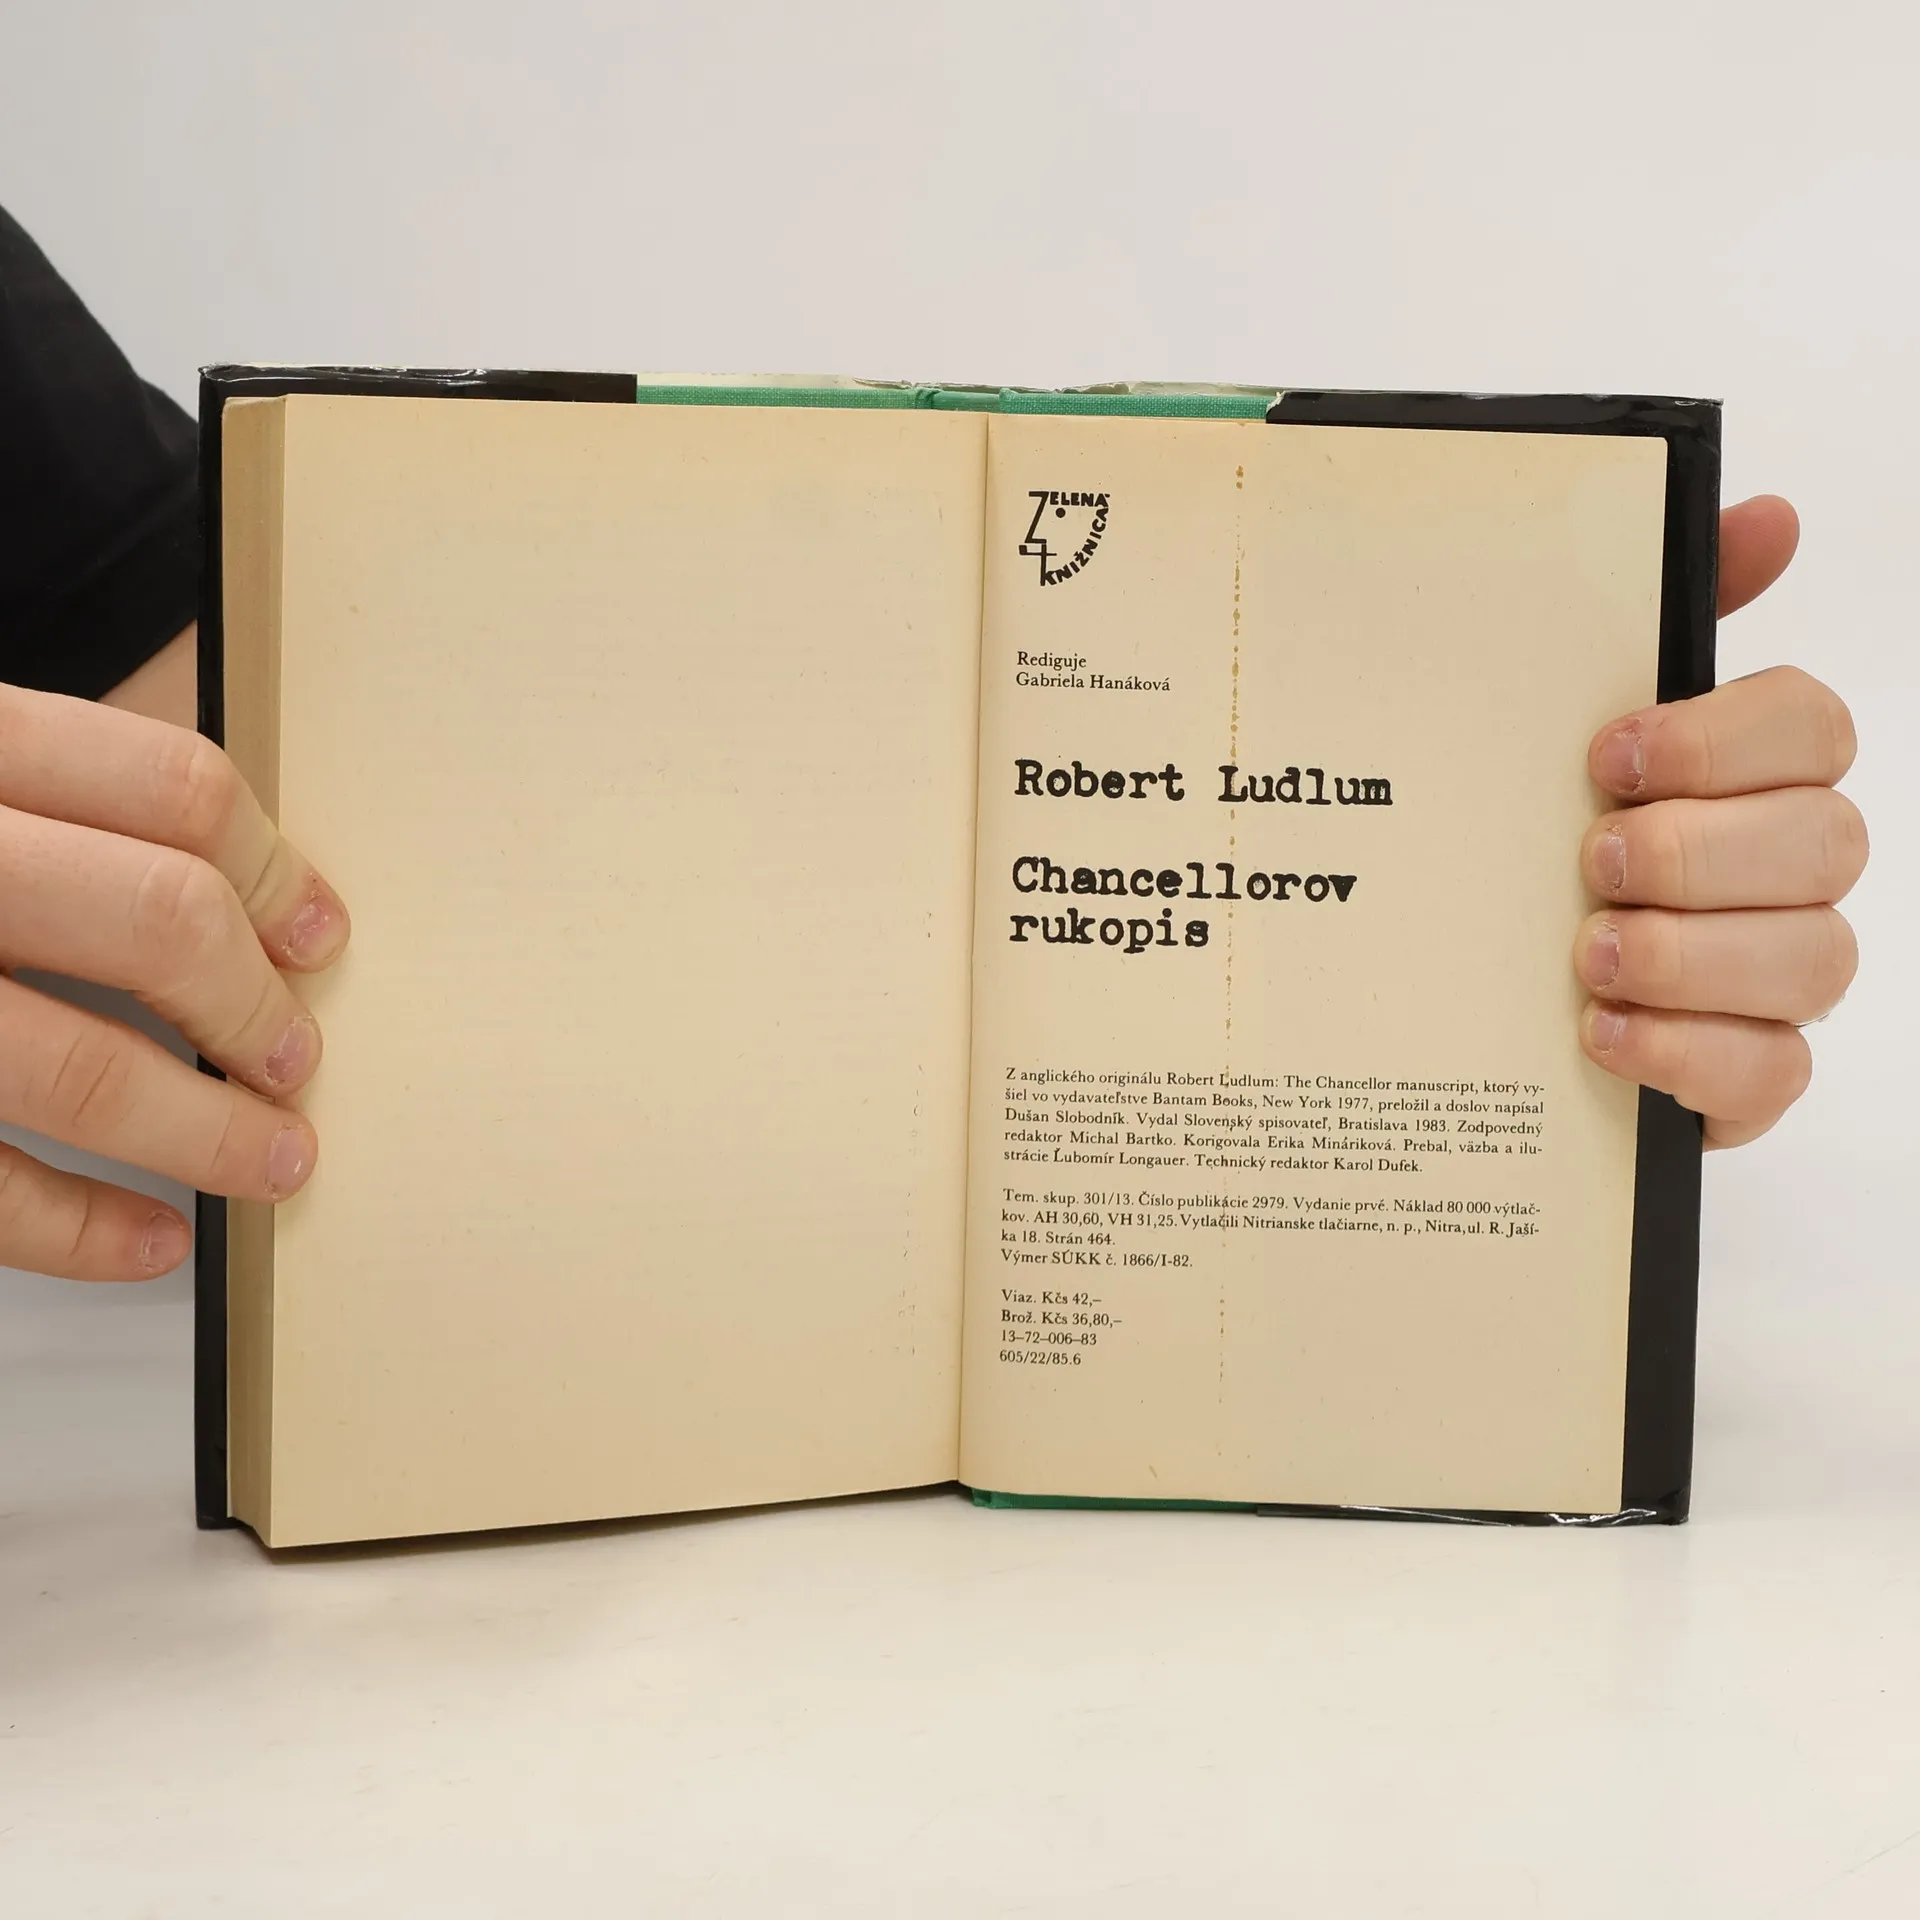 ZELENÁ
KNIŽNICA
Rediguje
Gabriela Hanáková
Robert Ludlum
Chancellorov
rukopis
Z anglického originálu Robert Ludlum: The Chancellor manuscript, ktorý vy-
šiel vo vydavateľstve Bantam Books, New York 1977, preložil a doslov napísal
Dušan Slobodník. Vydal Slovenský spisovateľ, Bratislava 1983. Zodpovedný
redaktor Michal Bartko. Korigovala Erika Mináriková. Prebal, väzba a ilu-
strácie Ľubomír Longauer. Technický redaktor Karol Dufek.
Tem. skup. 301/13. Číslo publikácie 2979. Vydanie prvé. Náklad 80 000 výtlač-
kov. AH 30,60, VH 31,25. Vytlačili Nitrianske tlačiarne, n. p., Nitra, ul. R. Jaší-
ka 18. Strán 464.
Výmer SÚKK č. 1866/I-82.
Viaz. Kčs 42,–
Brož. Kčs 36,80,–
13–72–006–83
605/22/85.6